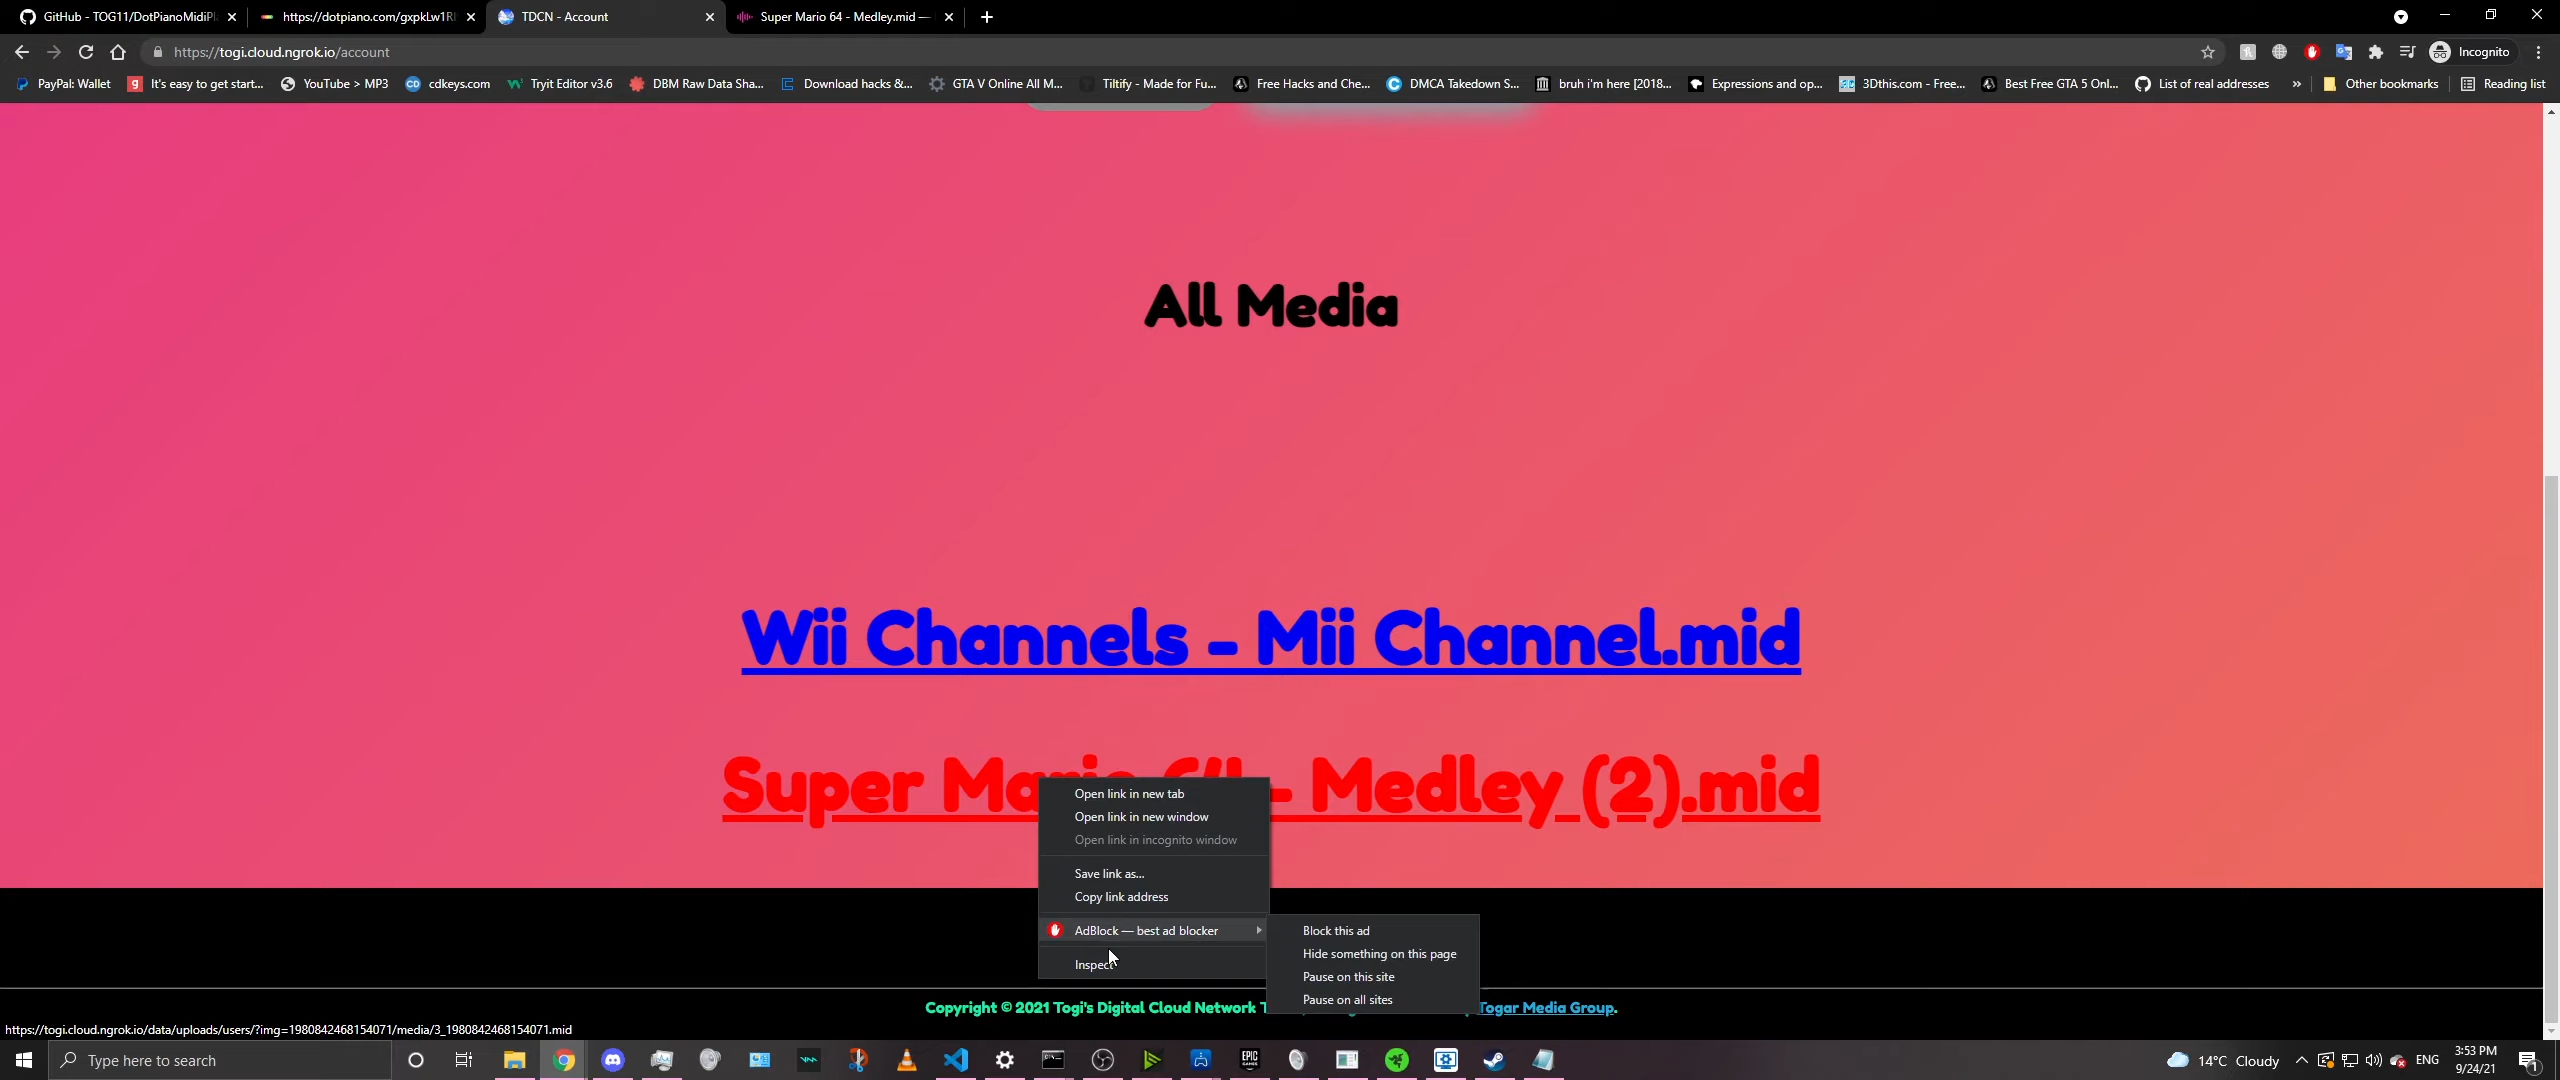 GitHub - TOG11/DotPianoMidiPl
https://dotpiano.com/gxpkLw1Rl
TDCN - Account
Super Mario 64 - Medley.mid —
https://togi.cloud.ngrok.io/account
Incognito
PayPal: Wallet
It's easy to get start...
YouTube > MP3
cdkeys.com
Tryit Editor v3.6
DBM Raw Data Sha...
Download hacks &...
GTA V Online All M...
Tiltify - Made for Fu...
Free Hacks and Che...
DMCA Takedown S...
bruh i'm here [2018...
Expressions and op...
3Dthis.com - Free...
Best Free GTA 5 Onl...
List of real addresses
»
Other bookmarks
Reading list
All Media
Wii Channels - Mii Channel.mid
Super Mario 64 - Medley (2).mid
Open link in new tab
Open link in new window
Open link in incognito window
Save link as...
Copy link address
AdBlock — best ad blocker
Inspect
Block this ad
Hide something on this page
Pause on this site
Pause on all sites
Copyright © 2021 Togi's Digital Cloud Network
Togar Media Group.
https://togi.cloud.ngrok.io/data/uploads/users/?img=1980842468154071/media/3_1980842468154071.mid
Type here to search
EPIC GAMES
14°C Cloudy
ENG
3:53 PM
9/24/21
1